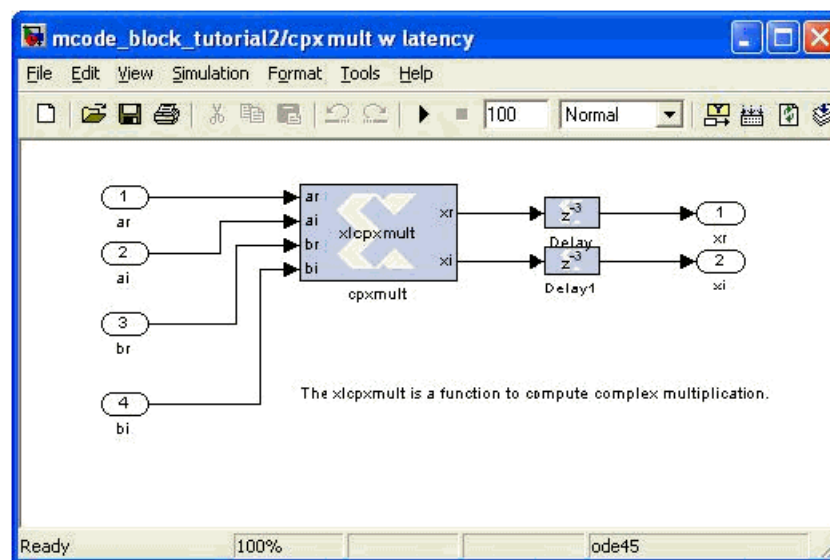 mcode_block_tutorial2/cpxmult w latency
File Edit View Simulation Format Tools Help
100 Normal
1
ar
2
ai
3
br
4
bi
ar
ai
br
bi
xlcpxmult
xr
xi
cpxmult
z-3
Delay
z-3
Delay1
1
xr
2
xi
The xlcpxmult is a function to compute complex multiplication.
Ready 100% ode45